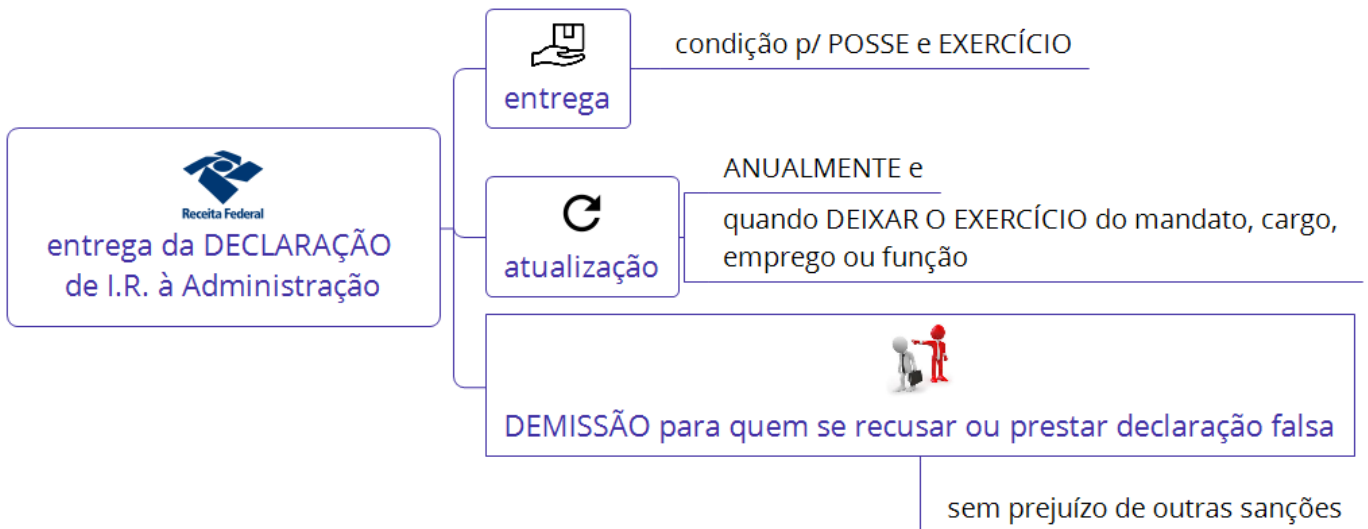 entrega
condição p/ POSSE e EXERCÍCIO
Receita Federal
entrega da DECLARAÇÃO
de I.R. à Administração
atualização
ANUALMENTE e
quando DEIXAR O EXERCÍCIO do mandato, cargo,
emprego ou função
DEMISSÃO para quem se recusar ou prestar declaração falsa
sem prejuízo de outras sanções